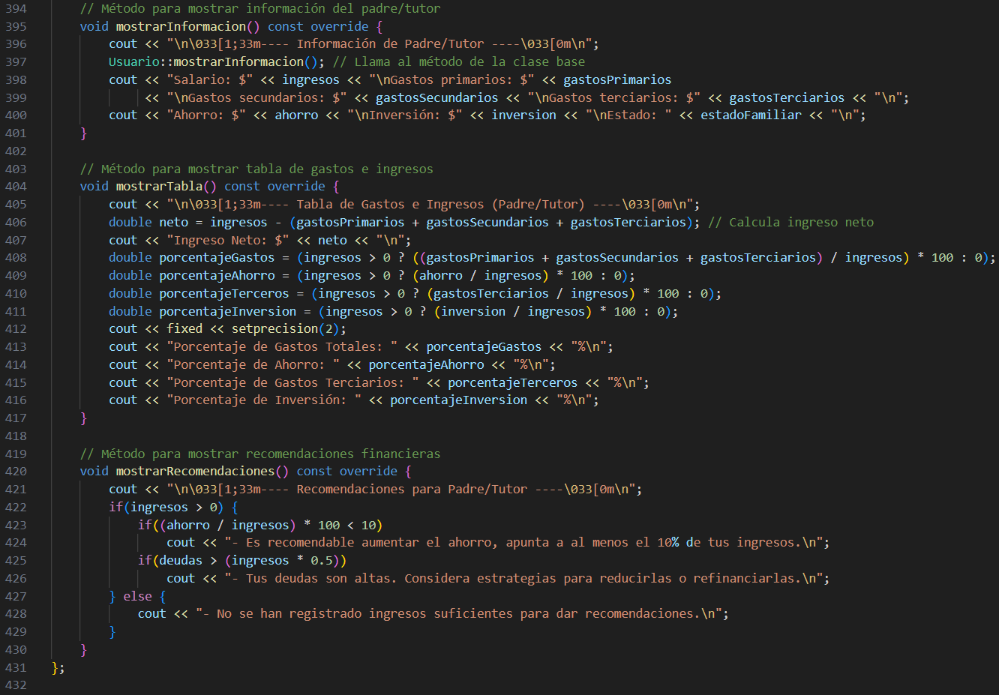 394 // Método para mostrar información del padre/tutor
395 void mostrarInformacion() const override {
396 cout << "\n\033[1;33m---- Información de Padre/Tutor ----\033[0m\n";
397 Usuario::mostrarInformacion(); // Llama al método de la clase base
398 cout << "Salario: $" << ingresos << "\nGastos primarios: $" << gastosPrimarios
399 << "\nGastos secundarios: $" << gastosSecundarios << "\nGastos terciarios: $" << gastosTerciarios << "\n";
400 cout << "Ahorro: $" << ahorro << "\nInversión: $" << inversion << "\nEstado: " << estadoFamiliar << "\n";
401 }
402
403 // Método para mostrar tabla de gastos e ingresos
404 void mostrarTabla() const override {
405 cout << "\n\033[1;33m---- Tabla de Gastos e Ingresos (Padre/Tutor) ----\033[0m\n";
406 double neto = ingresos - (gastosPrimarios + gastosSecundarios + gastosTerciarios); // Calcula ingreso neto
407 cout << "Ingreso Neto: $" << neto << "\n";
408 double porcentajeGastos = (ingresos > 0 ? ((gastosPrimarios + gastosSecundarios + gastosTerciarios) / ingresos) * 100 : 0);
409 double porcentajeAhorro = (ingresos > 0 ? (ahorro / ingresos) * 100 : 0);
410 double porcentajeTerceros = (ingresos > 0 ? (gastosTerciarios / ingresos) * 100 : 0);
411 double porcentajeInversion = (ingresos > 0 ? (inversion / ingresos) * 100 : 0);
412 cout << fixed << setprecision(2);
413 cout << "Porcentaje de Gastos Totales: " << porcentajeGastos << "%\n";
414 cout << "Porcentaje de Ahorro: " << porcentajeAhorro << "%\n";
415 cout << "Porcentaje de Gastos Terciarios: " << porcentajeTerceros << "%\n";
416 cout << "Porcentaje de Inversión: " << porcentajeInversion << "%\n";
417 }
418
419 // Método para mostrar recomendaciones financieras
420 void mostrarRecomendaciones() const override {
421 cout << "\n\033[1;33m---- Recomendaciones para Padre/Tutor ----\033[0m\n";
422 if(ingresos > 0) {
423 if((ahorro / ingresos) * 100 < 10)
424 cout << "- Es recomendable aumentar el ahorro, apunta a al menos el 10% de tus ingresos.\n";
425 if(deudas > (ingresos * 0.5))
426 cout << "- Tus deudas son altas. Considera estrategias para reducirlas o refinanciarlas.\n";
427 } else {
428 cout << "- No se han registrado ingresos suficientes para dar recomendaciones.\n";
429 }
430 }
431 };
432